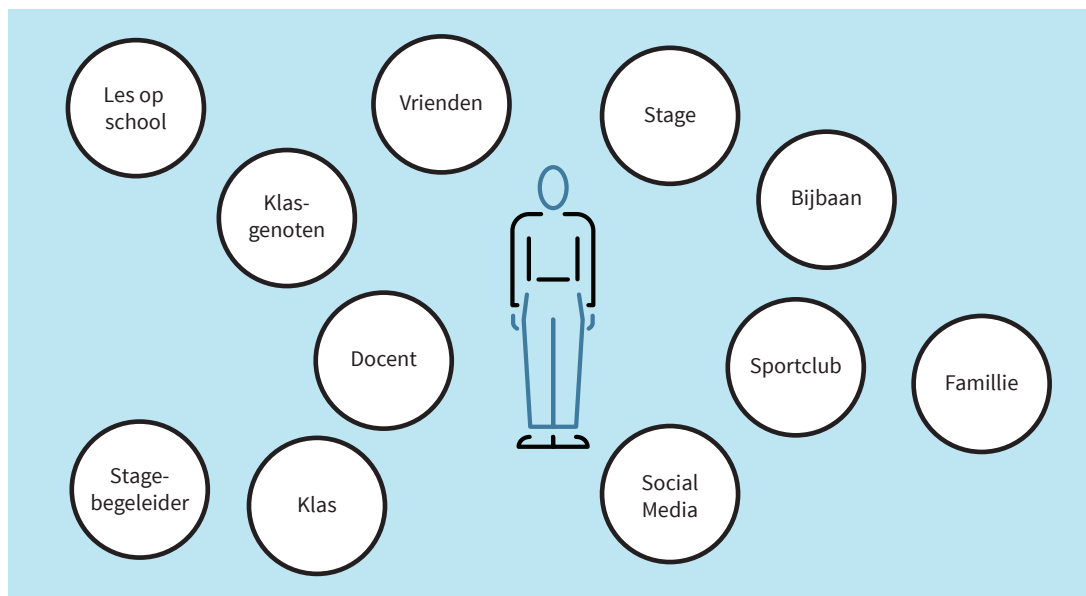 Les op
school
Vrienden
Stage
Bijbaan
Klas-
genoten
Docent
Sportclub
Famillie
Stage-
begeleider
Klas
Social
Media